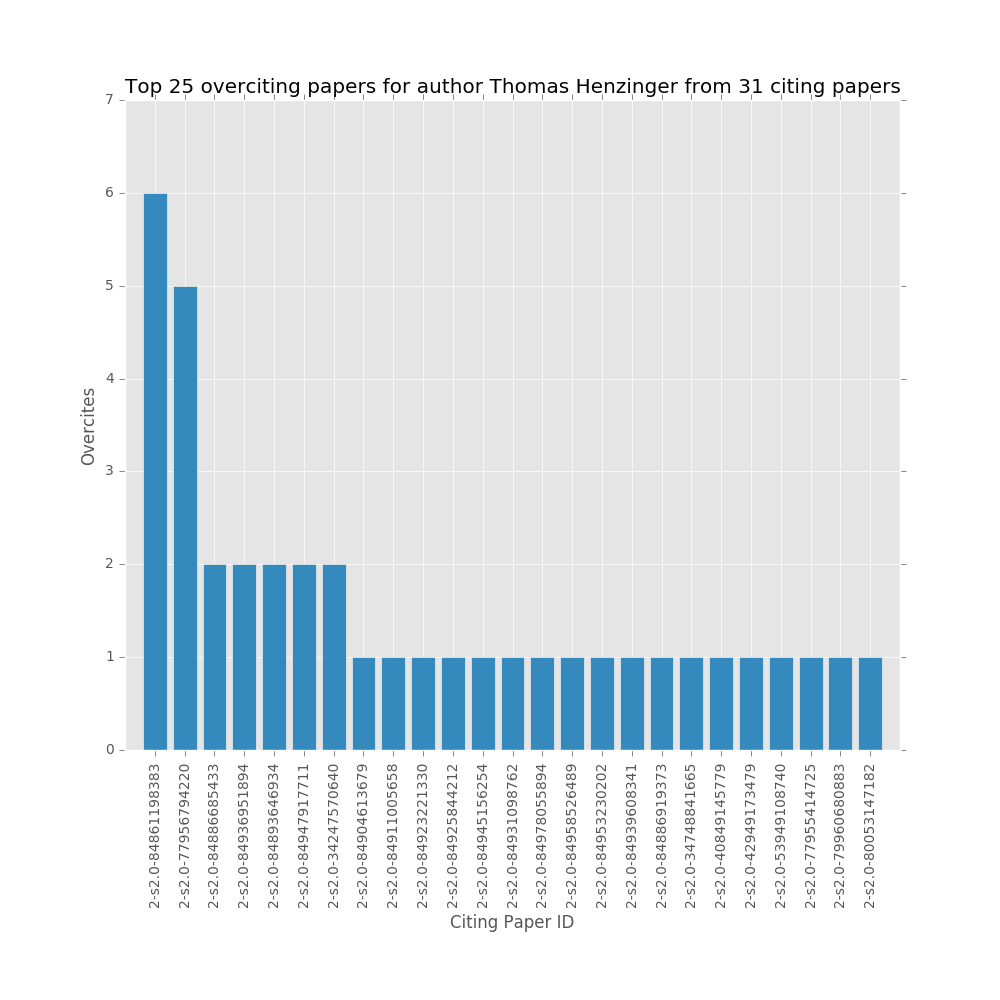 Top 25 overciting papers for author Thomas Henzinger from 31 citing papers
7
6
5
4
3
2
1
0
Overcites
2-s2.0-84861198383
2-s2.0-77956794220
2-s2.0-84886685433
2-s2.0-84936951894
2-s2.0-84893646934
2-s2.0-84947917711
2-s2.0-34247570640
2-s2.0-84904613679
2-s2.0-84911005658
2-s2.0-84923221330
2-s2.0-84925844212
2-s2.0-84945156254
2-s2.0-84931098762
2-s2.0-84978055894
2-s2.0-84958526489
2-s2.0-84953230202
2-s2.0-84939608341
2-s2.0-84886919373
2-s2.0-34748841665
2-s2.0-40849145779
2-s2.0-42949173479
2-s2.0-53949108740
2-s2.0-77955414725
2-s2.0-79960680883
2-s2.0-80053147182
Citing Paper ID